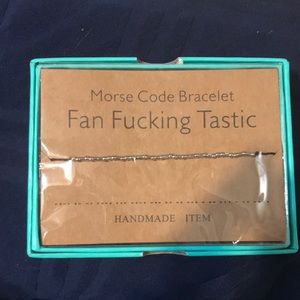 Morse Code Bracelet
Fan Fucking Tastic
HANDMADE ITEM